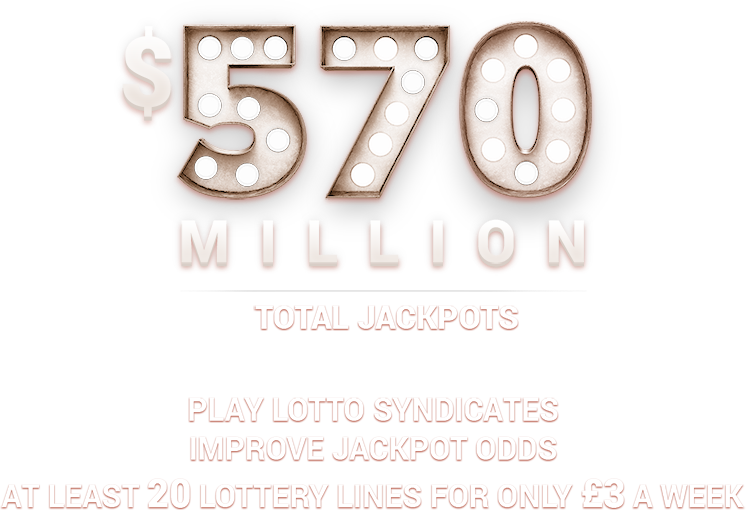 $570
MILLION
TOTAL JACKPOTS
PLAY LOTTO SYNDICATES
IMPROVE JACKPOT ODDS
AT LEAST 20 LOTTERY LINES FOR ONLY £3 A WEEK